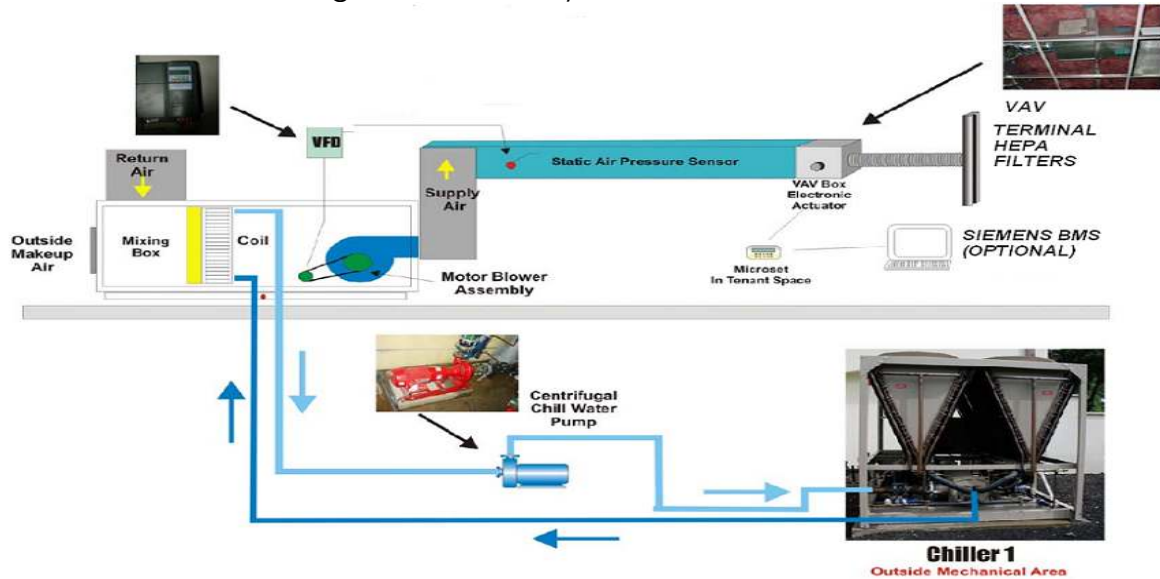 VAV
TERMINAL
HEPA
FILTERS
VFD
Return
Air
Static Air Pressure Sensor
Supply
Air
VAV Box
Electronic
Actuator
Outside
Makeup
Air
Mixing
Box
Coil
SIEMENS BMS
(OPTIONAL)
Motor Blower
Assembly
Microset
In Tenant Space
Centrifugal
Chill Water
Pump
Chiller 1
Outside Mechanical Area